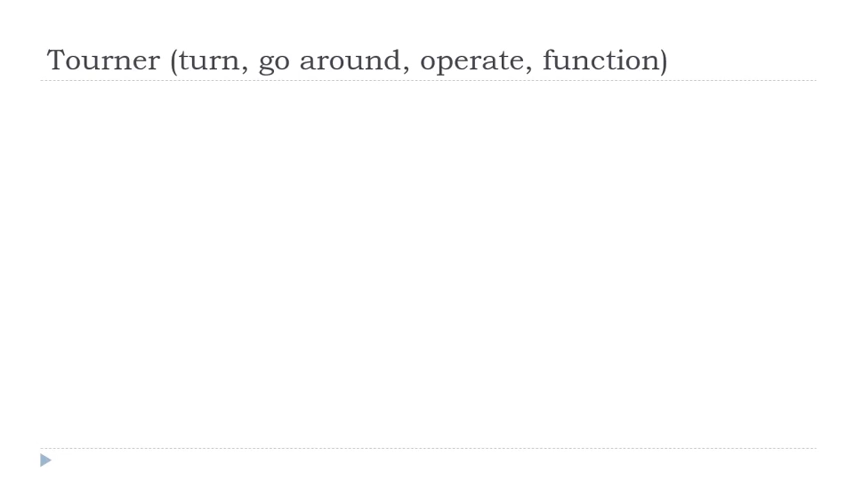 Tourner (turn, go around, operate, function)